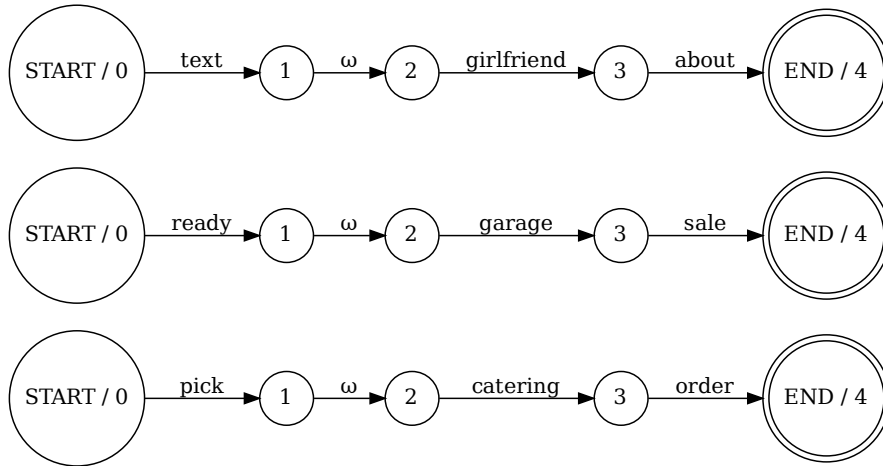 START / 0 text 1 ω 2 girlfriend 3 about END / 4
START / 0 ready 1 ω 2 garage 3 sale END / 4
START / 0 pick 1 ω 2 catering 3 order END / 4